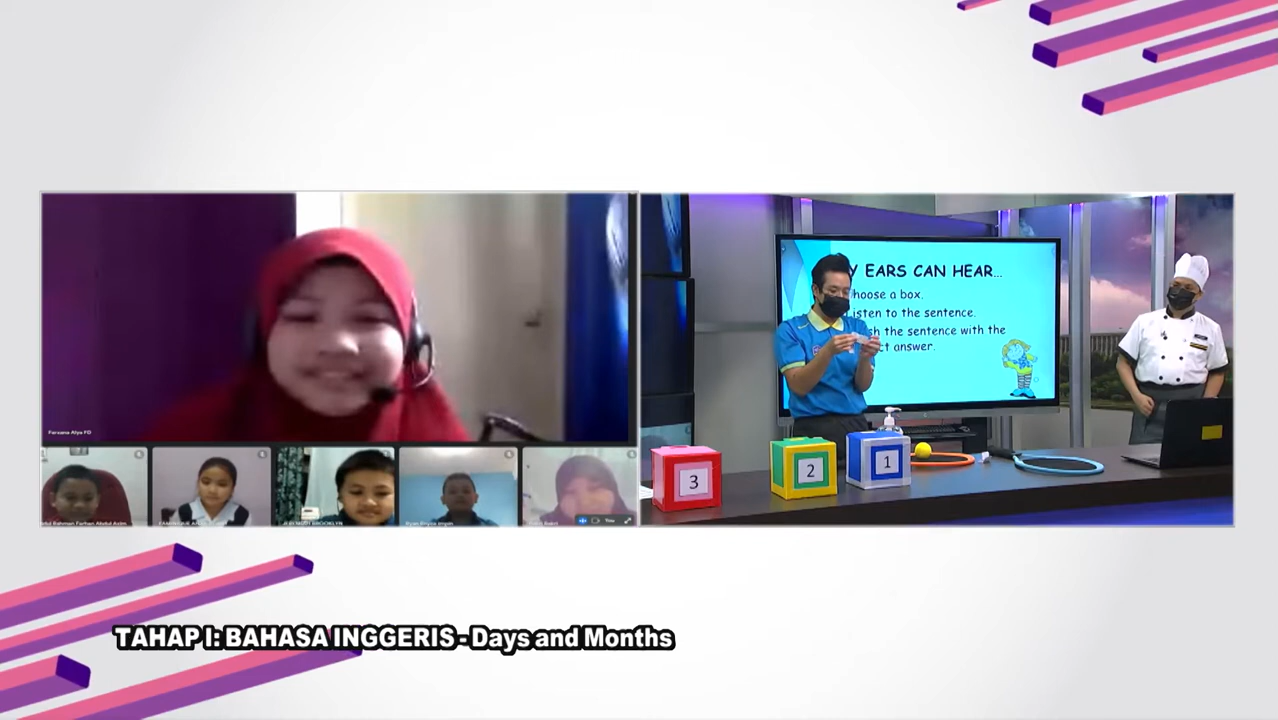 Y EARS CAN HEAR...
hoose a box.
isten to the sentence.
sh the sentence with the
ct answer.
Farzana Alya FO
3
2
1
TAHAP I: BAHASA INGGERIS - Days and Months